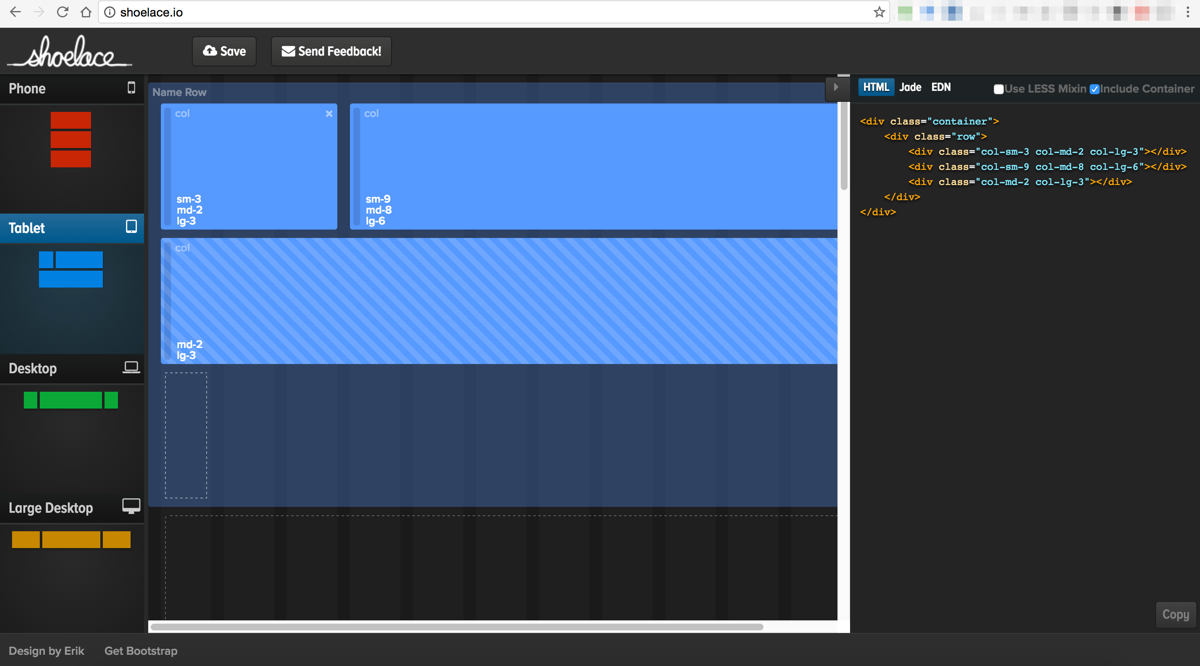 shoelace.io
shoelace
Save
Send Feedback!
Phone
Tablet
Desktop
Large Desktop
Name Row
col
sm-3
md-2
lg-3
col
sm-9
md-8
lg-6
col
md-2
lg-3
HTML Jade EDN
Use LESS Mixin Include Container
<div class="container">
    <div class="row">
        <div class="col-sm-3 col-md-2 col-lg-3"></div>
        <div class="col-sm-9 col-md-8 col-lg-6"></div>
        <div class="col-md-2 col-lg-3"></div>
    </div>
</div>
Copy
Design by Erik Get Bootstrap